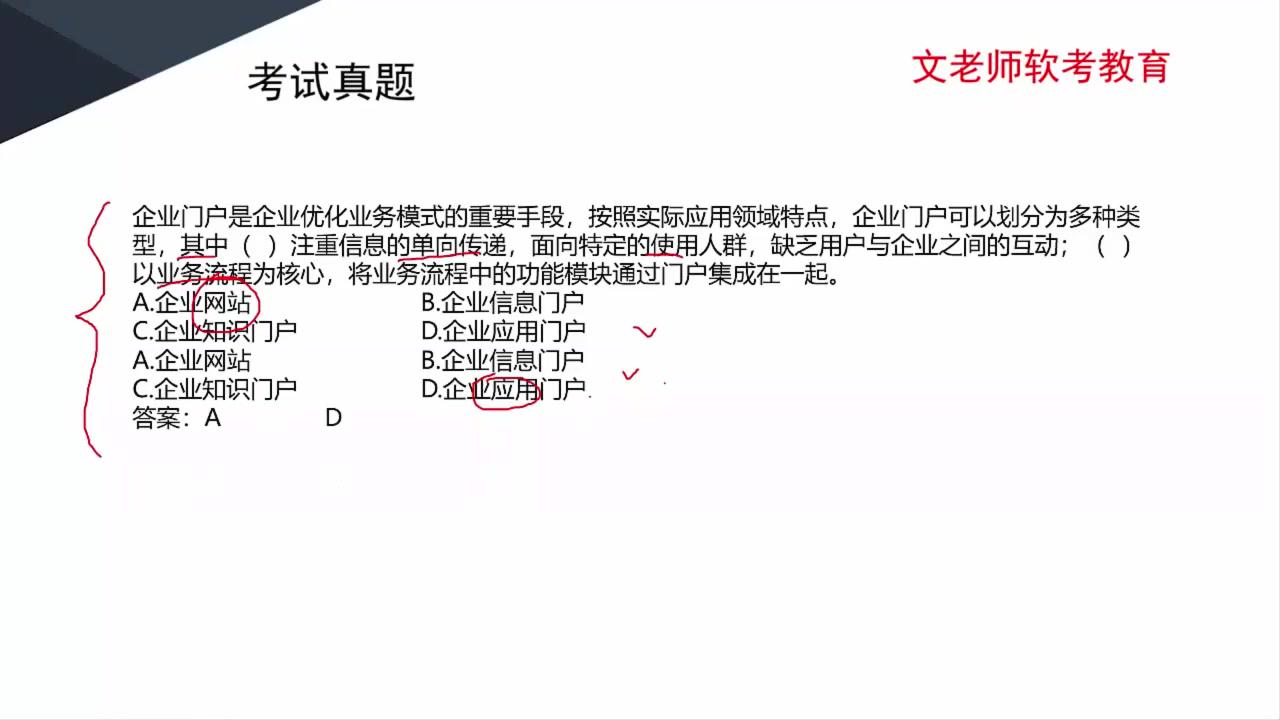 考试真题
文老师软考教育
企业门户是企业优化业务模式的重要手段，按照实际应用领域特点，企业门户可以划分为多种类
型，其中（ ）注重信息的单向传递，面向特定的使用人群，缺乏用户与企业之间的互动；（ ）
以业务流程为核心，将业务流程中的功能模块通过门户集成在一起。
A.企业网站 B.企业信息门户
C.企业知识门户 D.企业应用门户
A.企业网站 B.企业信息门户
C.企业知识门户 D.企业应用门户
答案：A D